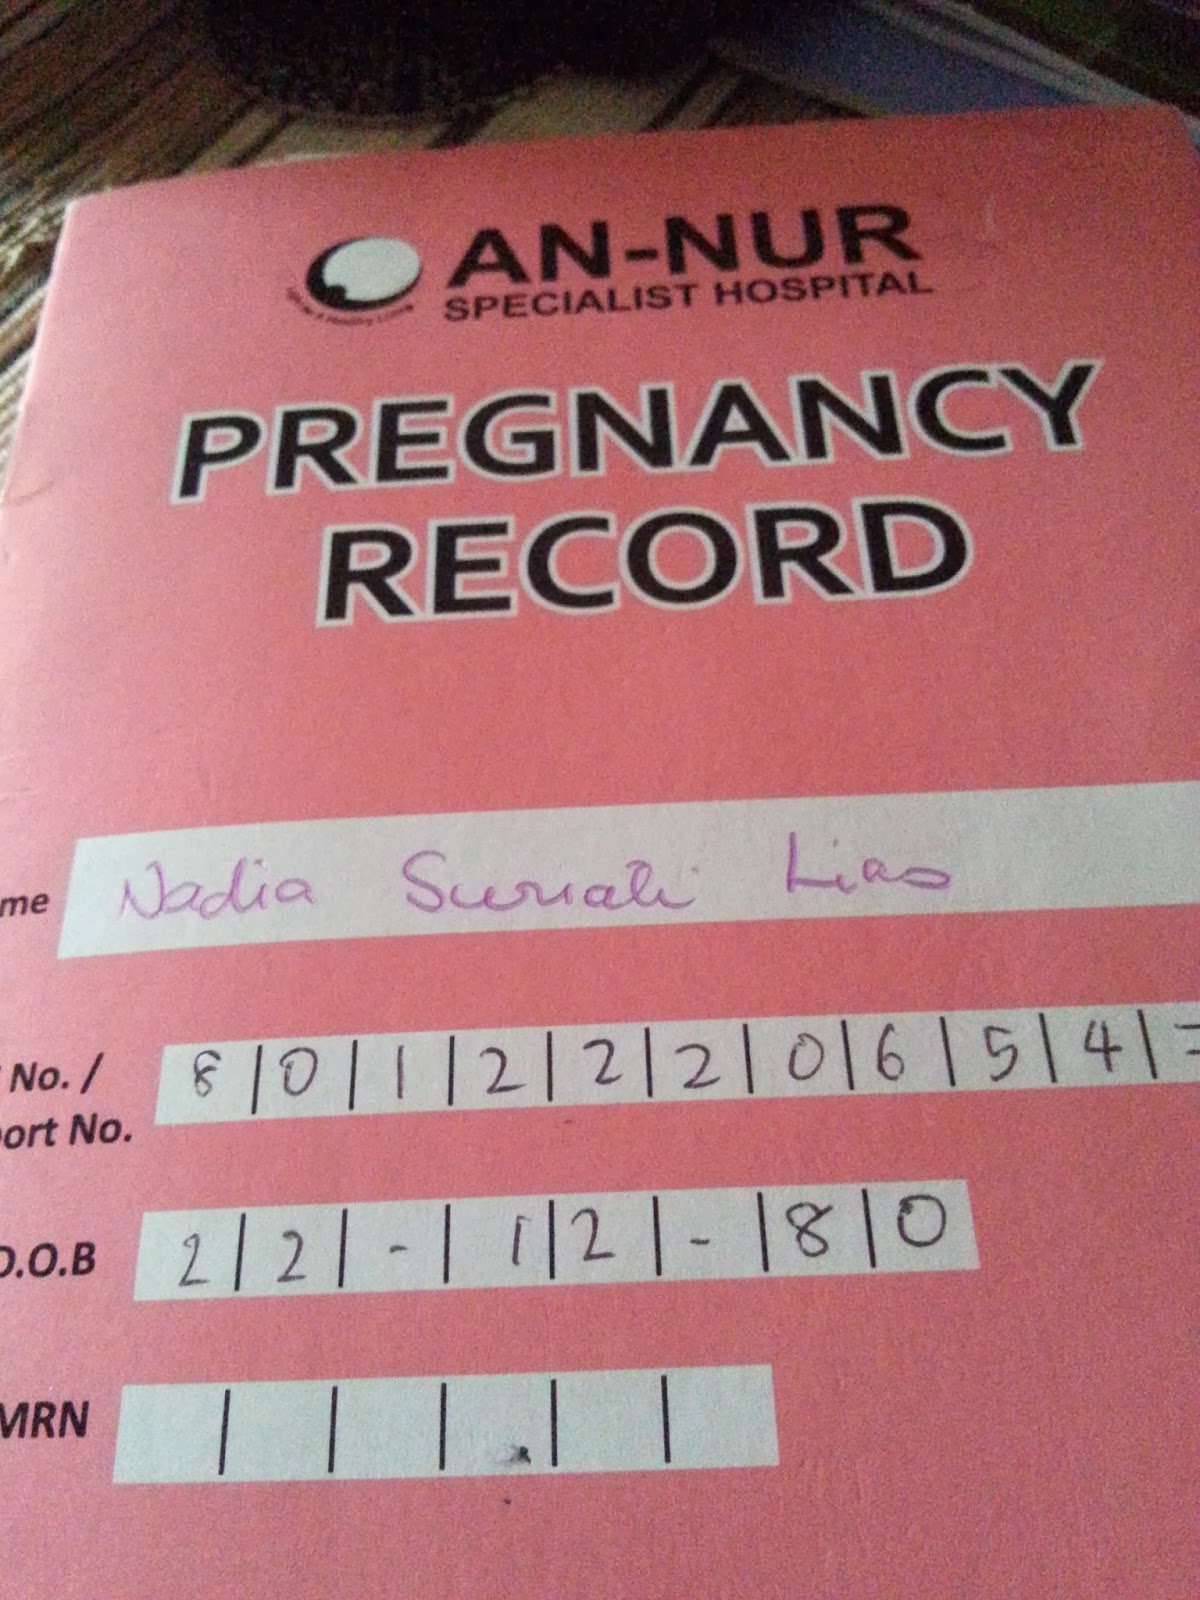 AN-NUR
SPECIALIST HOSPITAL
PREGNANCY
RECORD
me Nadia Suriati
No. / 8 0 1 2 2 2 0 6 5 4
ort No.
D.O.B 2 2 - 1 2 - 8 0
MRN